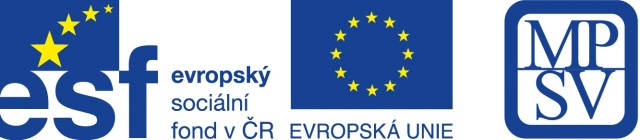 esf
evropský
sociální
fond v ČR
EVROPSKÁ UNIE
MP
SV